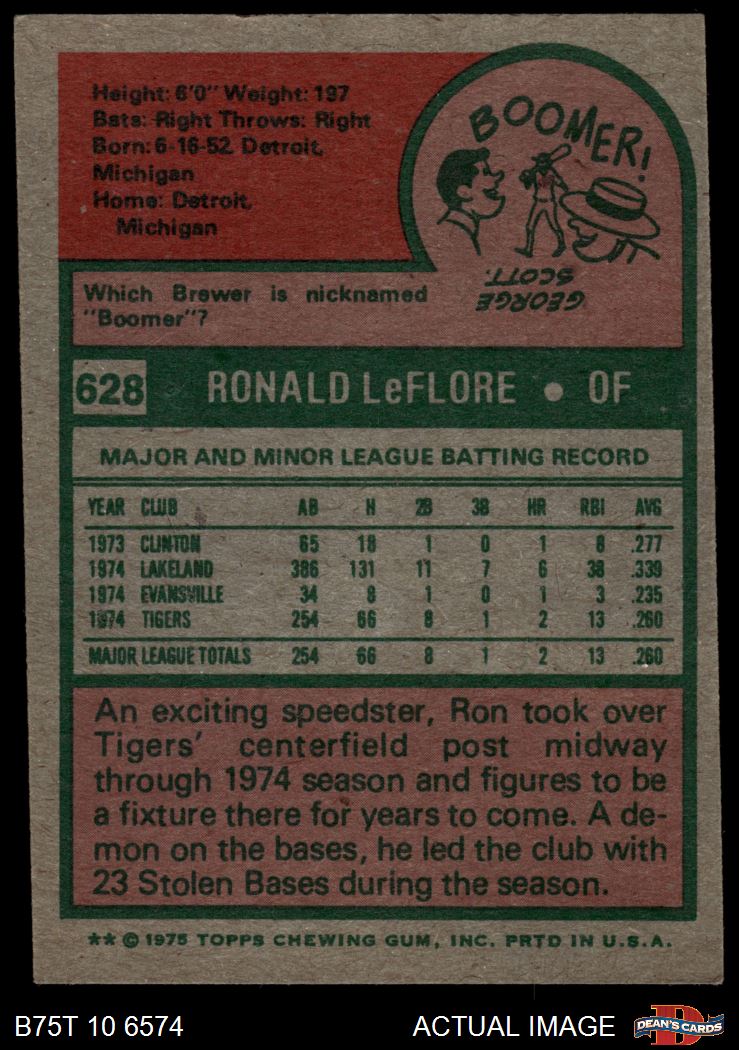 Height: 6'0" Weight: 197
Bats: Right Throws: Right
Born: 6-16-52 Detroit,
Michigan
Home: Detroit,
Michigan
BOOMER!
GEORGE
SCOTT.
Which Brewer is nicknamed
"Boomer"?
628 RONALD LeFLORE • OF
MAJOR AND MINOR LEAGUE BATTING RECORD
YEAR CLUB AB H 2B 3B HR RBI AVG
1973 CLINTON 65 18 1 0 1 8 .277
1974 LAKELAND 386 131 11 7 6 38 .339
1974 EVANSVILLE 34 8 1 0 1 3 .235
1974 TIGERS 254 66 8 1 2 13 .260
MAJOR LEAGUE TOTALS 254 66 8 1 2 13 .260
An exciting speedster, Ron took over
Tigers' centerfield post midway
through 1974 season and figures to be
a fixture there for years to come. A de-
mon on the bases, he led the club with
23 Stolen Bases during the season.
** © 1975 TOPPS CHEWING GUM, INC. PRTD IN U.S.A.
B75T 10 6574 ACTUAL IMAGE
DEAN'S CARDS